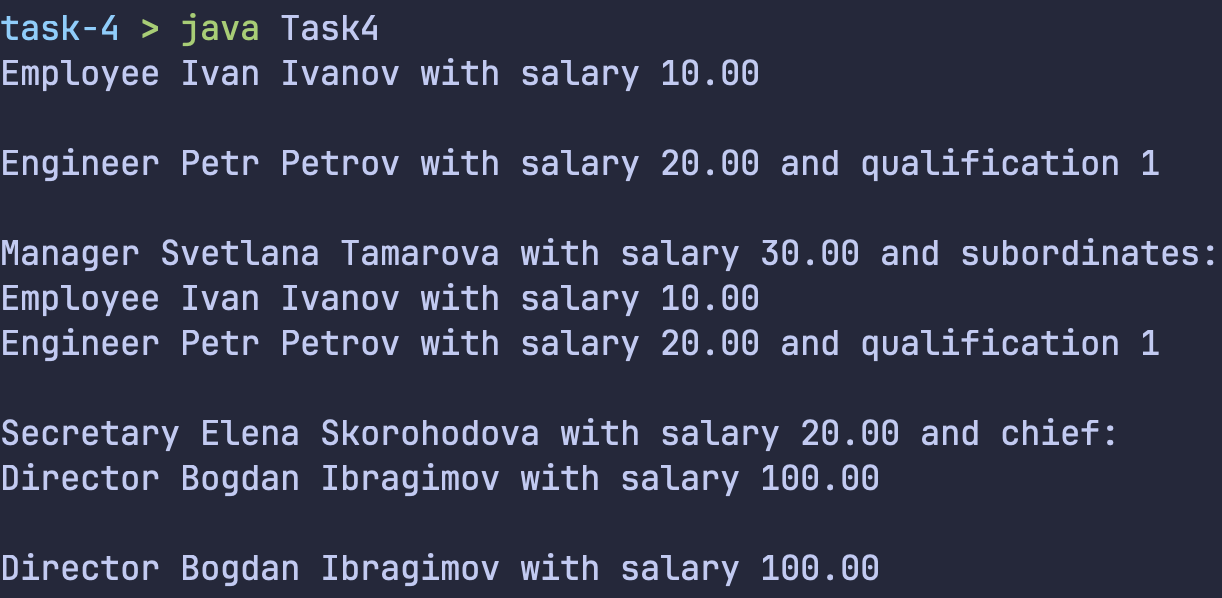 task-4 > java Task4
Employee Ivan Ivanov with salary 10.00
Engineer Petr Petrov with salary 20.00 and qualification 1
Manager Svetlana Tamarova with salary 30.00 and subordinates:
Employee Ivan Ivanov with salary 10.00
Engineer Petr Petrov with salary 20.00 and qualification 1
Secretary Elena Skorohodova with salary 20.00 and chief:
Director Bogdan Ibragimov with salary 100.00
Director Bogdan Ibragimov with salary 100.00